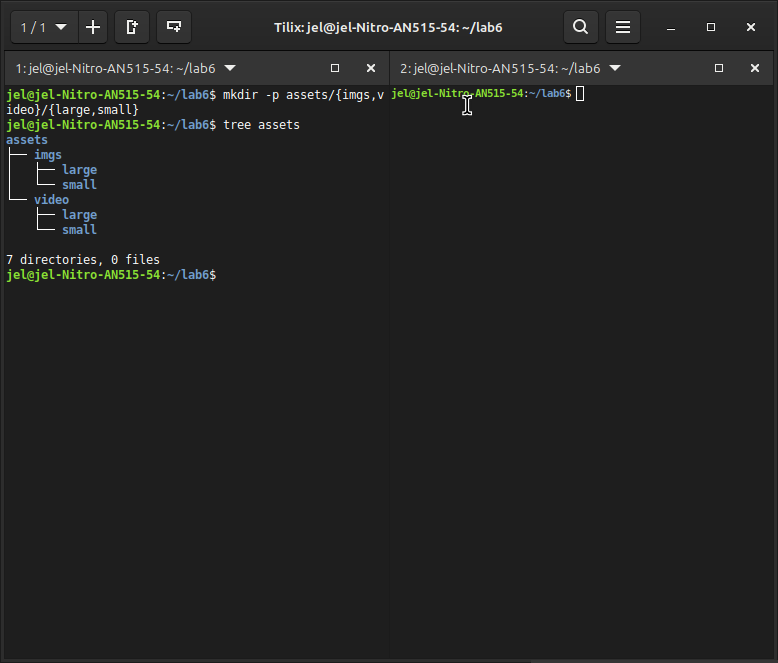 1 / 1
Tilix: jel@jel-Nitro-AN515-54: ~/lab6
1: jel@jel-Nitro-AN515-54: ~/lab6
2: jel@jel-Nitro-AN515-54: ~/lab6
jel@jel-Nitro-AN515-54:~/lab6$ mkdir -p assets/{imgs,v
ideo}/{large,small}
jel@jel-Nitro-AN515-54:~/lab6$ tree assets
assets
├── imgs
│   ├── large
│   └── small
└── video
    ├── large
    └── small
7 directories, 0 files
jel@jel-Nitro-AN515-54:~/lab6$
jel@jel-Nitro-AN515-54:~/lab6$